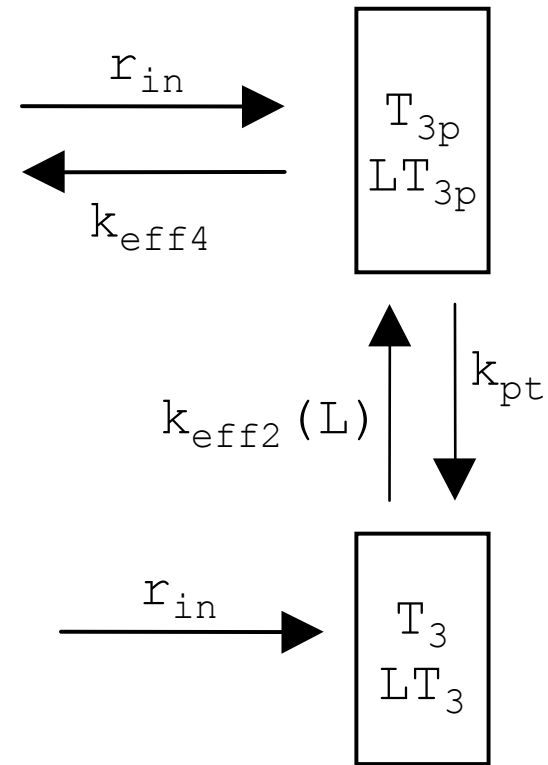 r_in
T_3p
LT_3p
k_eff4
k_pt
k_eff2(L)
r_in
T_3
LT_3